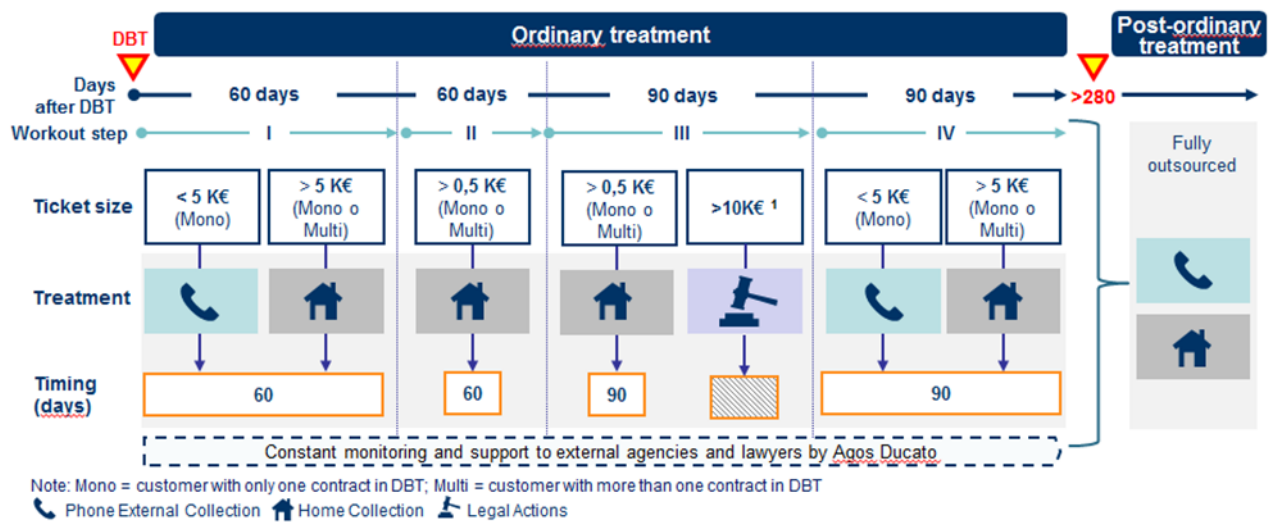 Ordinary treatment
Post-ordinary
treatment
DBT
Days
after DBT
60 days
60 days
90 days
90 days
>280
Workout step
I
II
III
IV
Fully
outsourced
Ticket size
< 5 K€
(Mono)
> 5 K€
(Mono o
Multi)
> 0,5 K€
(Mono o
Multi)
> 0,5 K€
(Mono o
Multi)
>10K€ ¹
< 5 K€
(Mono)
> 5 K€
(Mono o
Multi)
Treatment
Timing
(days)
60
60
90
90
Constant monitoring and support to external agencies and lawyers by Agos Ducato
Note: Mono = customer with only one contract in DBT; Multi = customer with more than one contract in DBT
Phone External Collection Home Collection Legal Actions